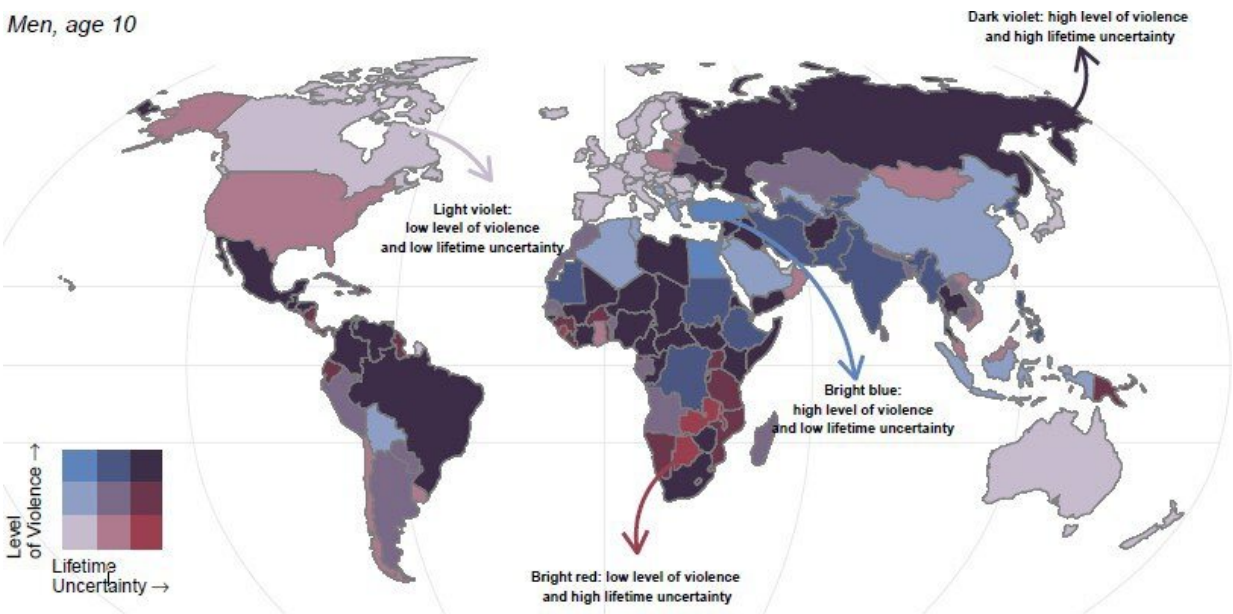 Men, age 10
Dark violet: high level of violence
and high lifetime uncertainty
Light violet:
low level of violence
and low lifetime uncertainty
Bright blue:
high level of violence
and low lifetime uncertainty
Level
of Violence →
Lifetime
Uncertainty →
Bright red: low level of violence
and high lifetime uncertainty